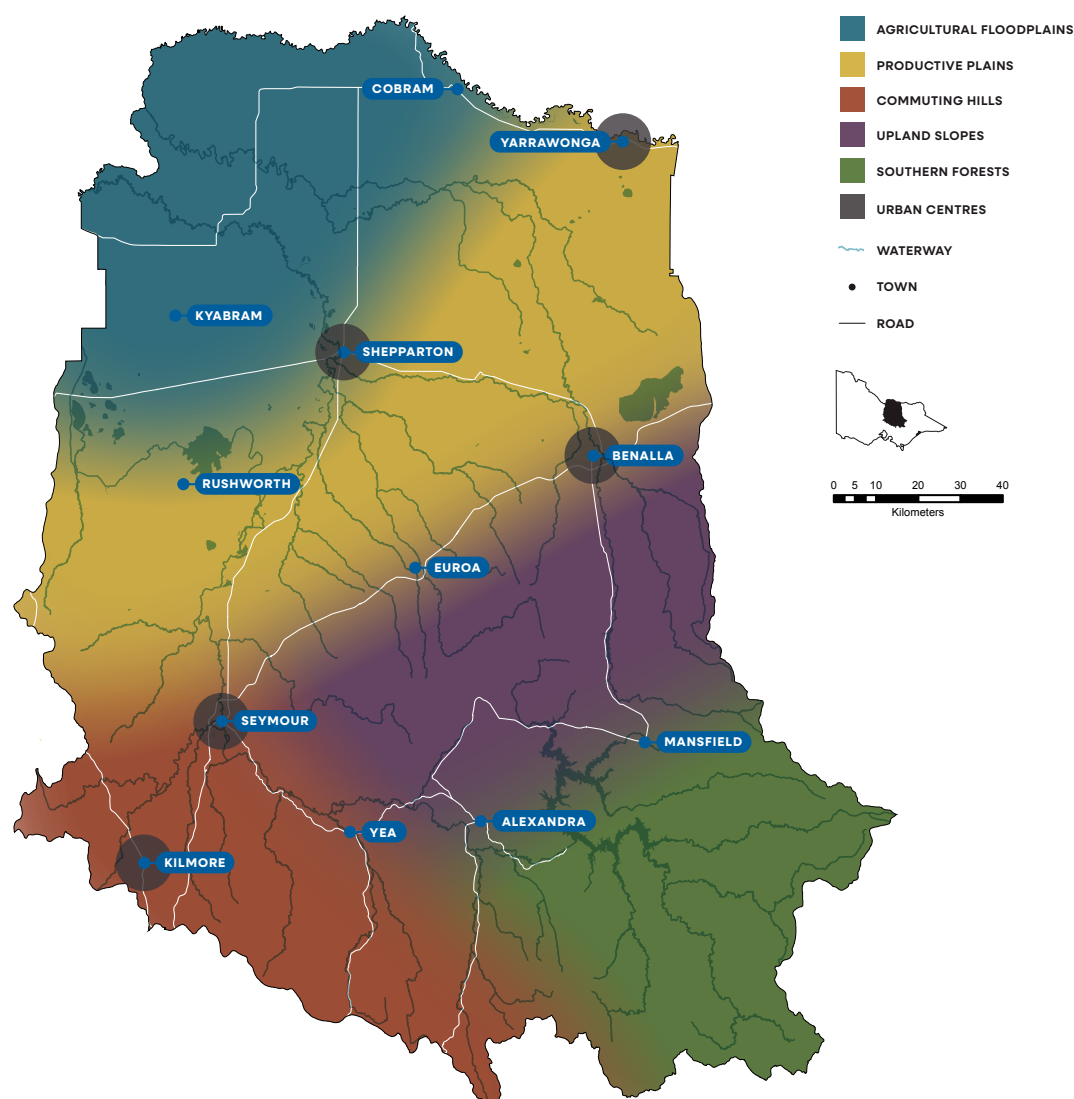 AGRICULTURAL FLOODPLAINS
PRODUCTIVE PLAINS
COMMUTING HILLS
UPLAND SLOPES
SOUTHERN FORESTS
URBAN CENTRES
WATERWAY
TOWN
ROAD
0 5 10 20 30 40
Kilometers
COBRAM
YARRAWONGA
KYABRAM
SHEPPARTON
BENALLA
RUSHWORTH
EUROA
SEYMOUR
MANSFIELD
ALEXANDRA
YEA
KILMORE